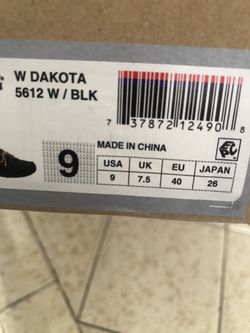 W DAKOTA
5612 W / BLK
7 37872 12490 8
9
MADE IN CHINA
USA UK EU JAPAN
9 7.5 40 26